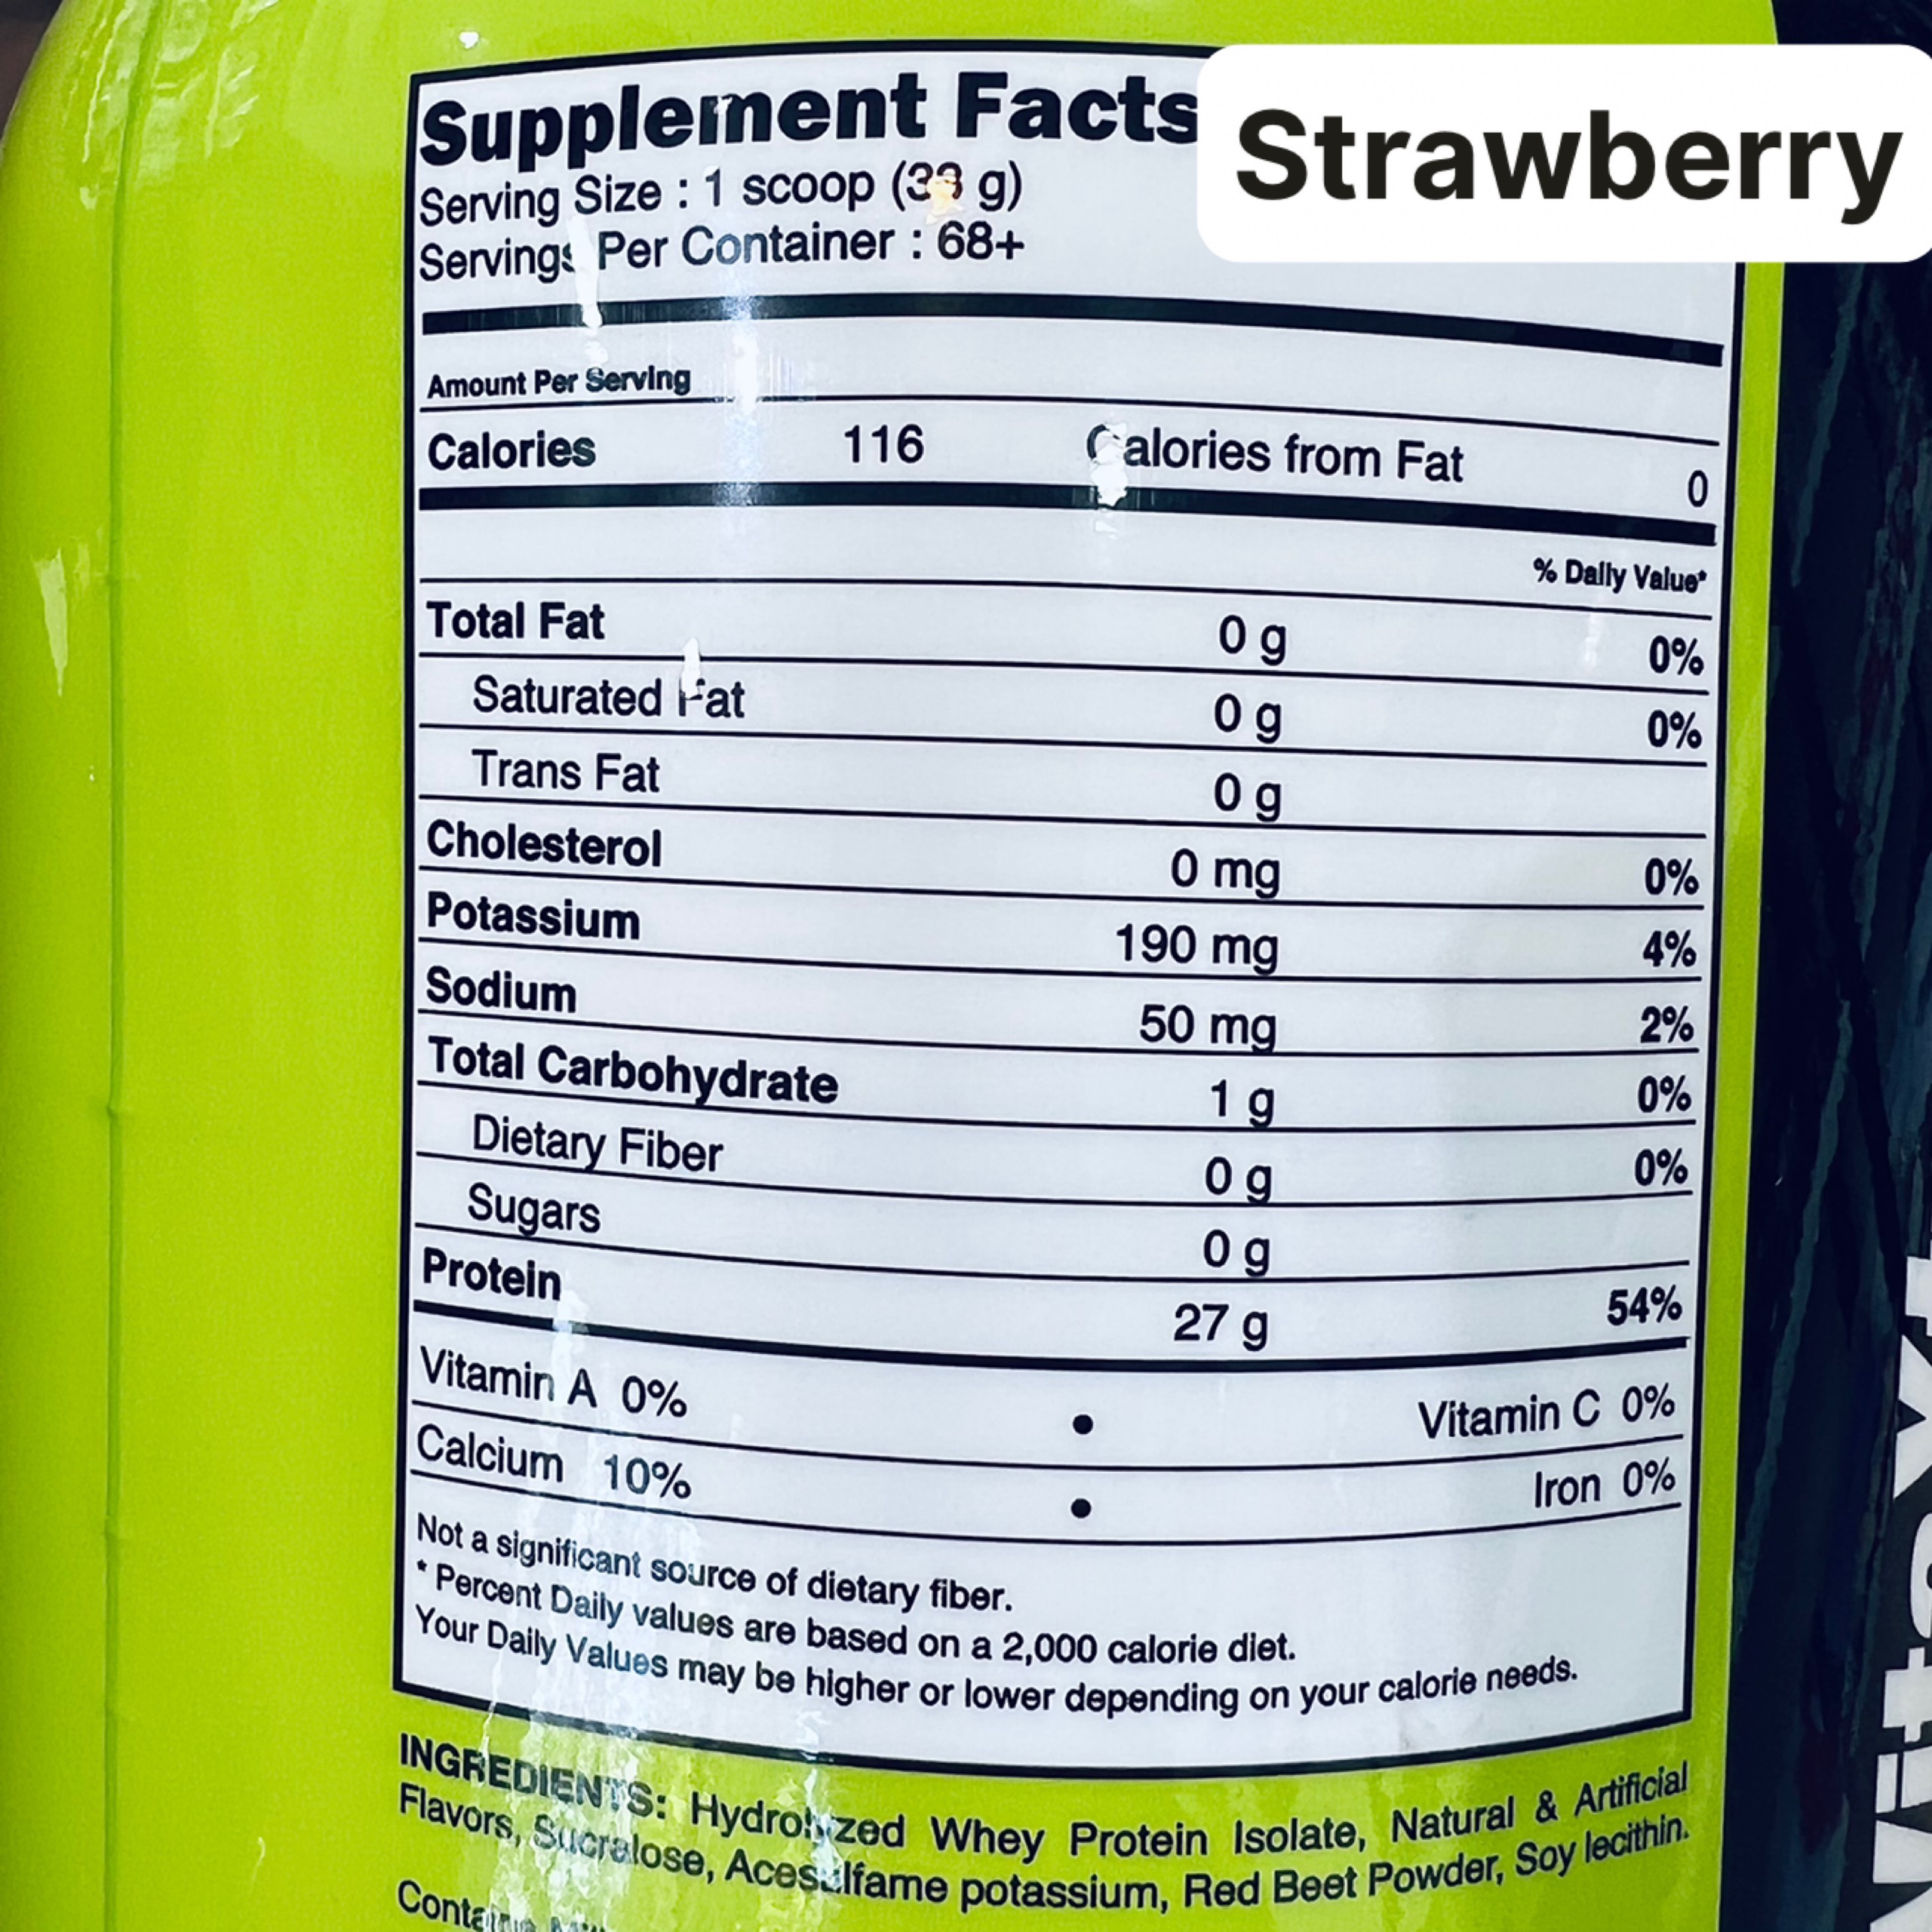 Strawberry
Supplement Facts
Serving Size : 1 scoop (33 g)
Servings Per Container : 68+
Amount Per Serving
Calories 116 Calories from Fat 0
% Daily Value*
Total Fat 0 g 0%
Saturated Fat 0 g 0%
Trans Fat 0 g
Cholesterol 0 mg 0%
Potassium 190 mg 4%
Sodium 50 mg 2%
Total Carbohydrate 1 g 0%
Dietary Fiber 0 g 0%
Sugars 0 g
Protein 27 g 54%
Vitamin A 0% • Vitamin C 0%
Calcium 10% • Iron 0%
Not a significant source of dietary fiber.
* Percent Daily values are based on a 2,000 calorie diet.
Your Daily Values may be higher or lower depending on your calorie needs.
INGREDIENTS: Hydrolyzed Whey Protein Isolate, Natural & Artificial
Flavors, Sucralose, Acesulfame potassium, Red Beet Powder, Soy lecithin.